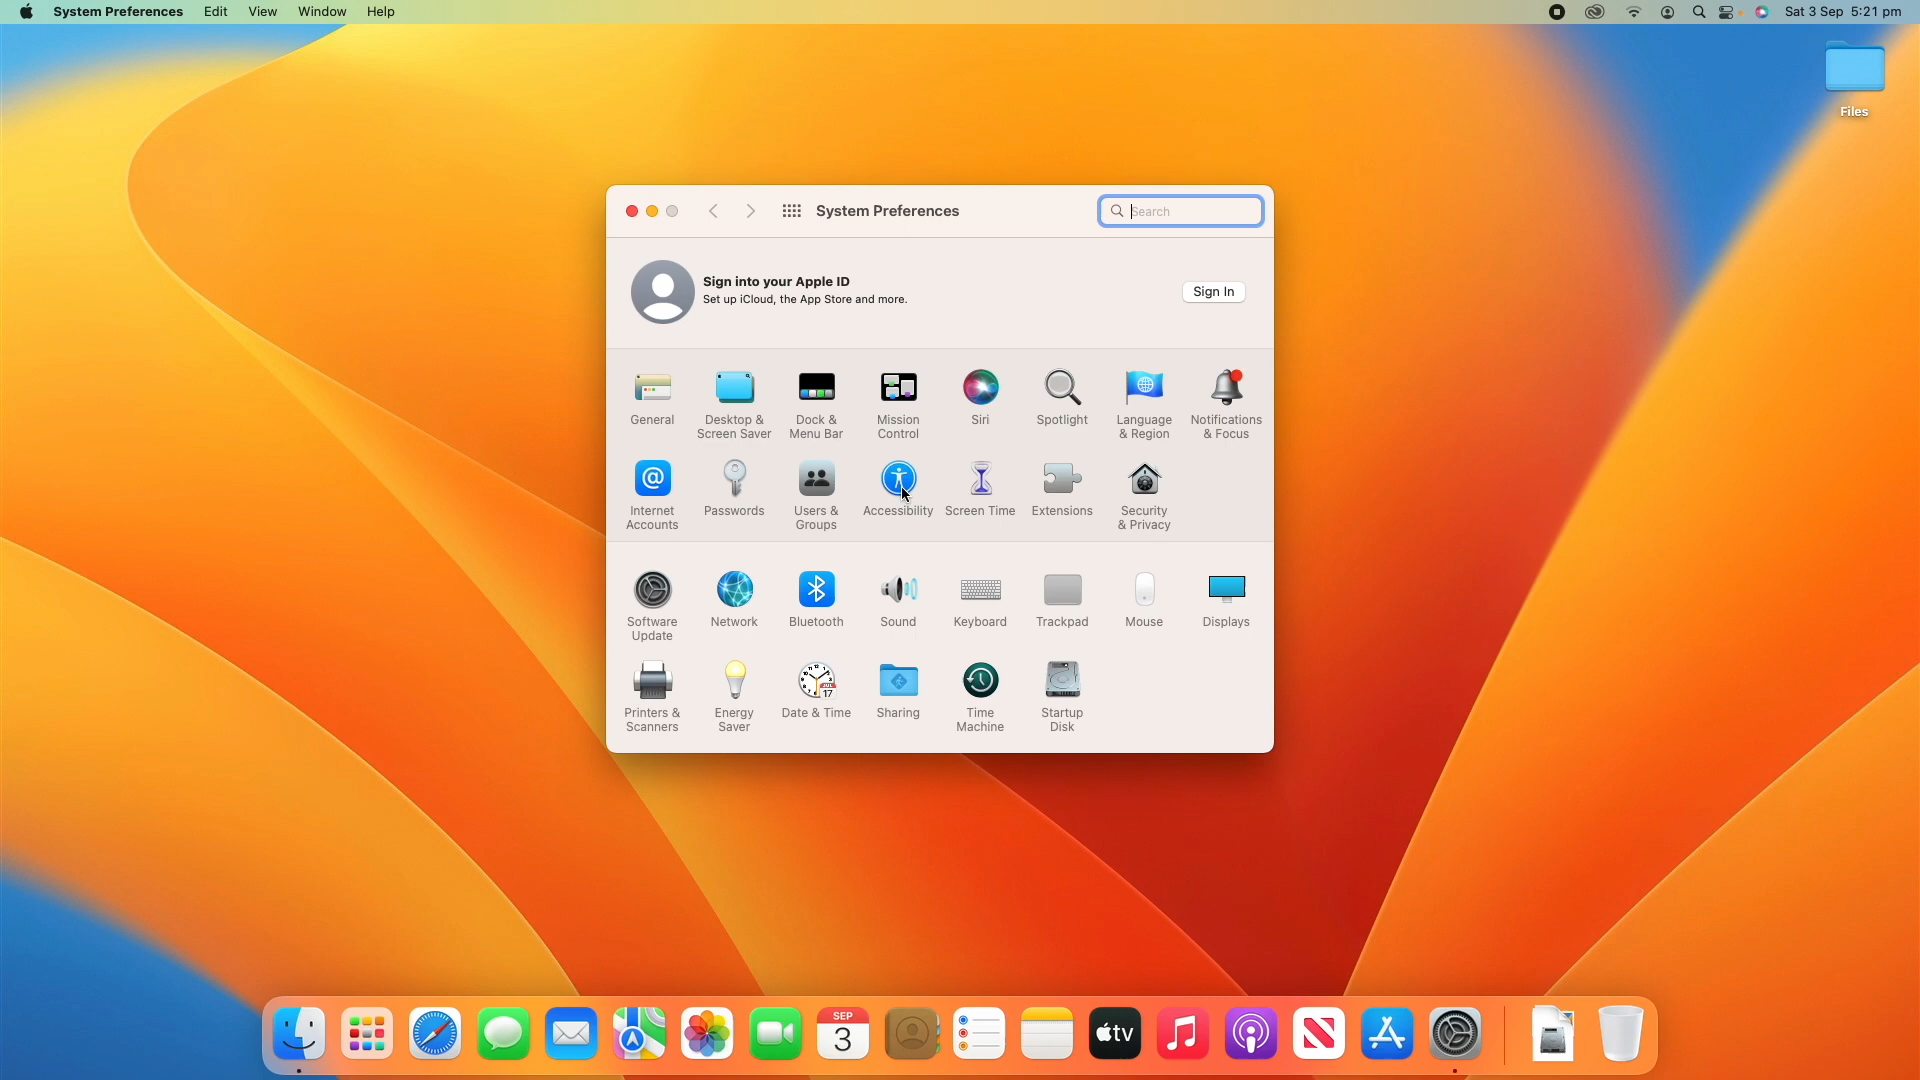 System Preferences Edit View Window Help Sat 3 Sep 5:21 pm
Files
System Preferences
Search
Sign into your Apple ID
Set up iCloud, the App Store and more.
Sign In
General
Desktop &
Screen Saver
Dock &
Menu Bar
Mission
Control
Siri
Spotlight
Language
& Region
Notifications
& Focus
Internet
Accounts
Passwords
Users &
Groups
Accessibility
Screen Time
Extensions
Security
& Privacy
Software
Update
Network
Bluetooth
Sound
Keyboard
Trackpad
Mouse
Displays
Printers &
Scanners
Energy
Saver
JUL
17
Date & Time
Sharing
Time
Machine
Startup
Disk
SEP
3
tv